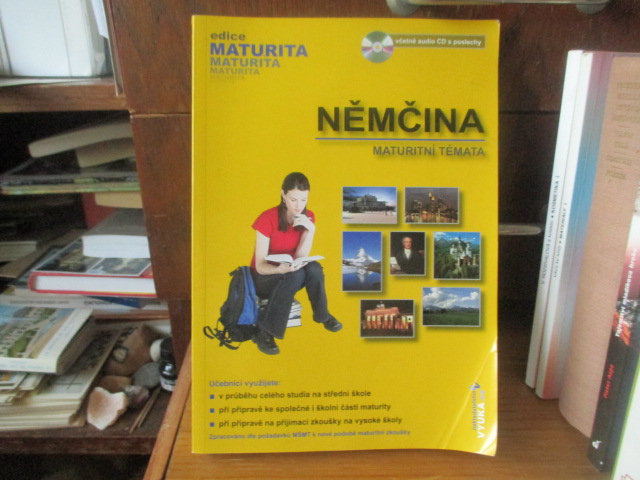 edice
MATURITA
MATURITA
MATURITA
včetně audio CD s poslechy
NĚMČINA
MATURITNÍ TÉMATA
Učebnici využijete:
v průběhu celého studia na střední škole
při přípravě ke společné i školní části maturity
při přípravě na přijímací zkoušky na vysoké školy
Zpracováno dle požadavků MŠMT k nové podobě maturitní zkoušky
VÝUKA